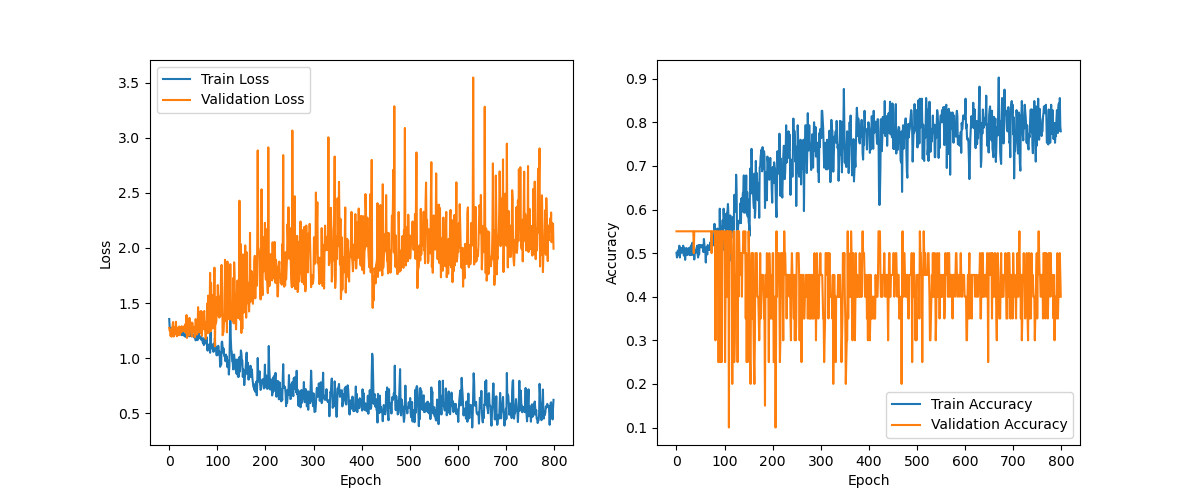 Train Loss
Validation Loss
3.5
3.0
2.5
2.0
1.5
1.0
0.5
Loss
0 100 200 300 400 500 600 700 800
Epoch
0.9
0.8
0.7
0.6
0.5
0.4
0.3
0.2
0.1
Accuracy
Train Accuracy
Validation Accuracy
0 100 200 300 400 500 600 700 800
Epoch